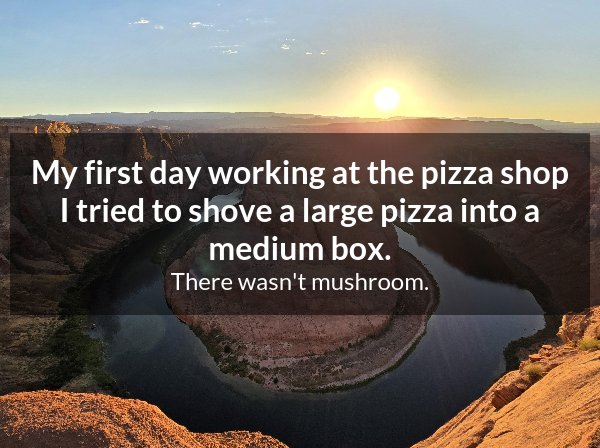 My first day working at the pizza shop
I tried to shove a large pizza into a
medium box.
There wasn't mushroom.